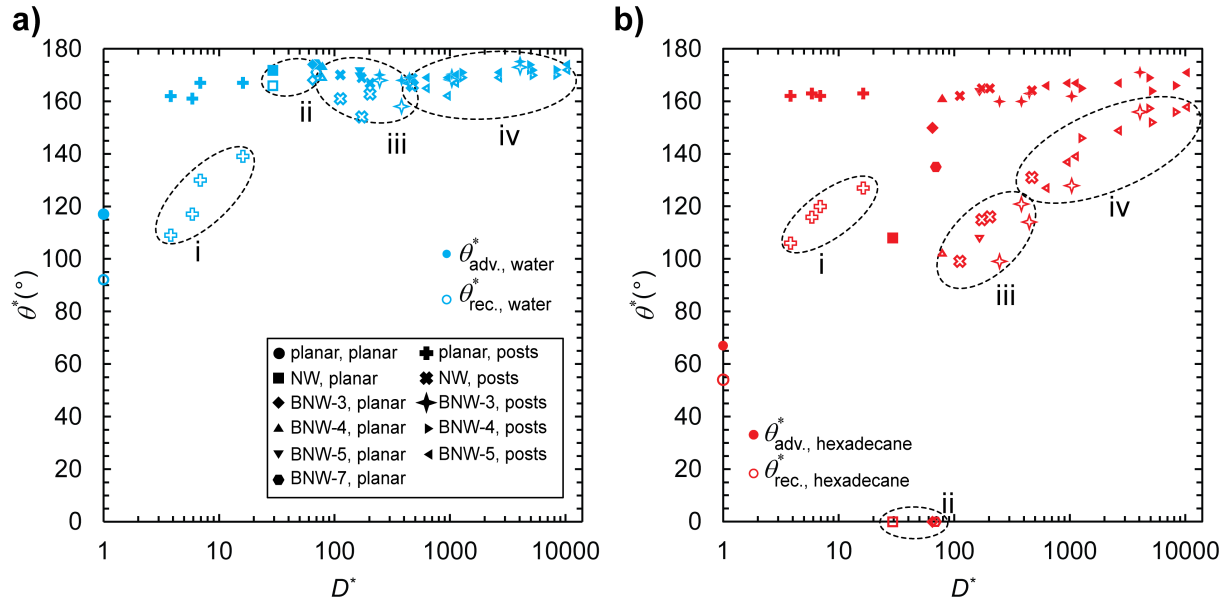 a)
180
160
140
120
100
80
60
40
20
0
θ*(°)
1
10
100
1000
10000
D*
i
ii
iii
iv
θ*adv., water
θ*rec., water
planar, planar
NW, planar
BNW-3, planar
BNW-4, planar
BNW-5, planar
BNW-7, planar
planar, posts
NW, posts
BNW-3, posts
BNW-4, posts
BNW-5, posts
b)
180
160
140
120
100
80
60
40
20
0
θ*(°)
1
10
100
1000
10000
D*
i
ii
iii
iv
θ*adv., hexadecane
θ*rec., hexadecane